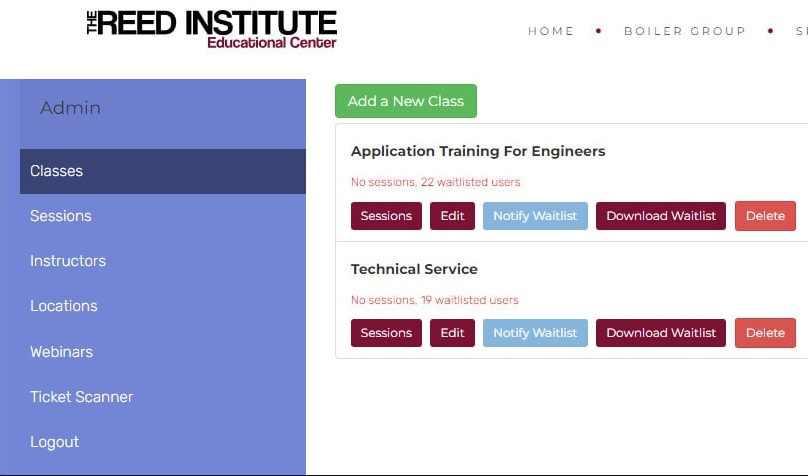 THE REED INSTITUTE
Educational Center
HOME • BOILER GROUP •
Admin
Classes
Sessions
Instructors
Locations
Webinars
Ticket Scanner
Logout
Add a New Class
Application Training For Engineers
No sessions, 22 waitlisted users
Sessions Edit Notify Waitlist Download Waitlist Delete
Technical Service
No sessions, 19 waitlisted users
Sessions Edit Notify Waitlist Download Waitlist Delete